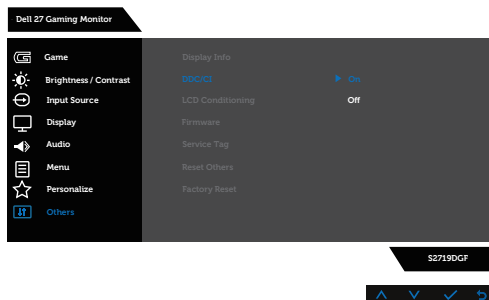 Dell 27 Gaming Monitor
Game
Display Info
Brightness / Contrast
DDC/CI
On
Input Source
LCD Conditioning
Off
Display
Firmware
Audio
Service Tag
Menu
Reset Others
Personalize
Factory Reset
Others
S2719DGF